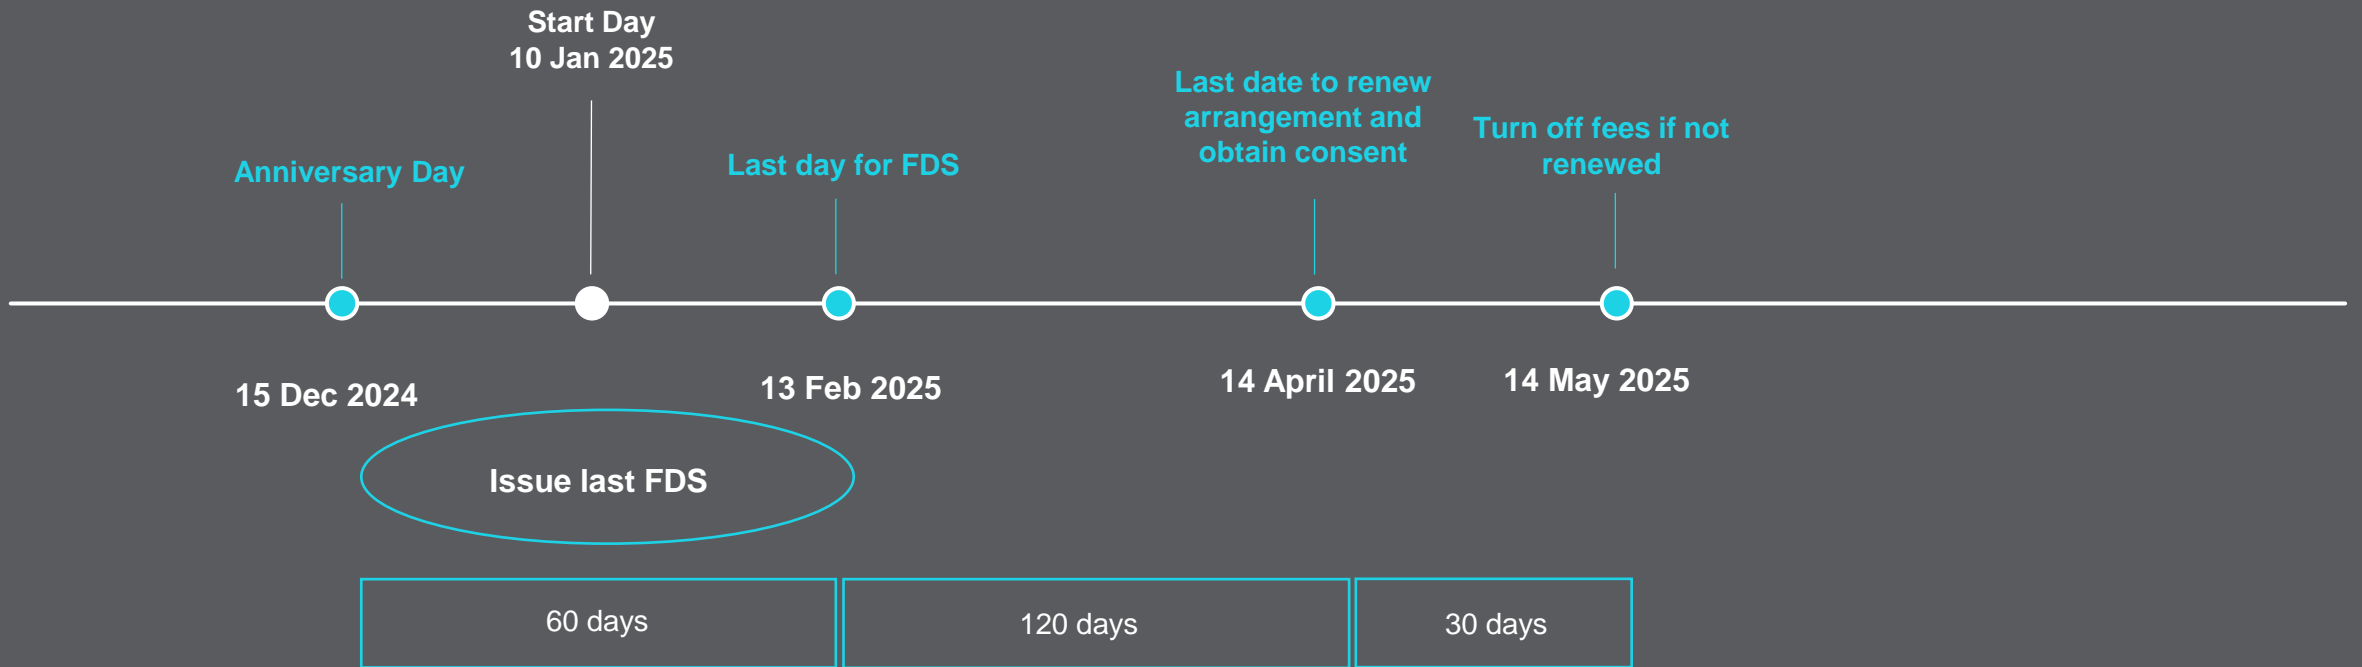 Start Day
10 Jan 2025
Last date to renew
arrangement and
obtain consent
Turn off fees if not
renewed
Anniversary Day
Last day for FDS
15 Dec 2024
13 Feb 2025
14 April 2025
14 May 2025
Issue last FDS
60 days
120 days
30 days